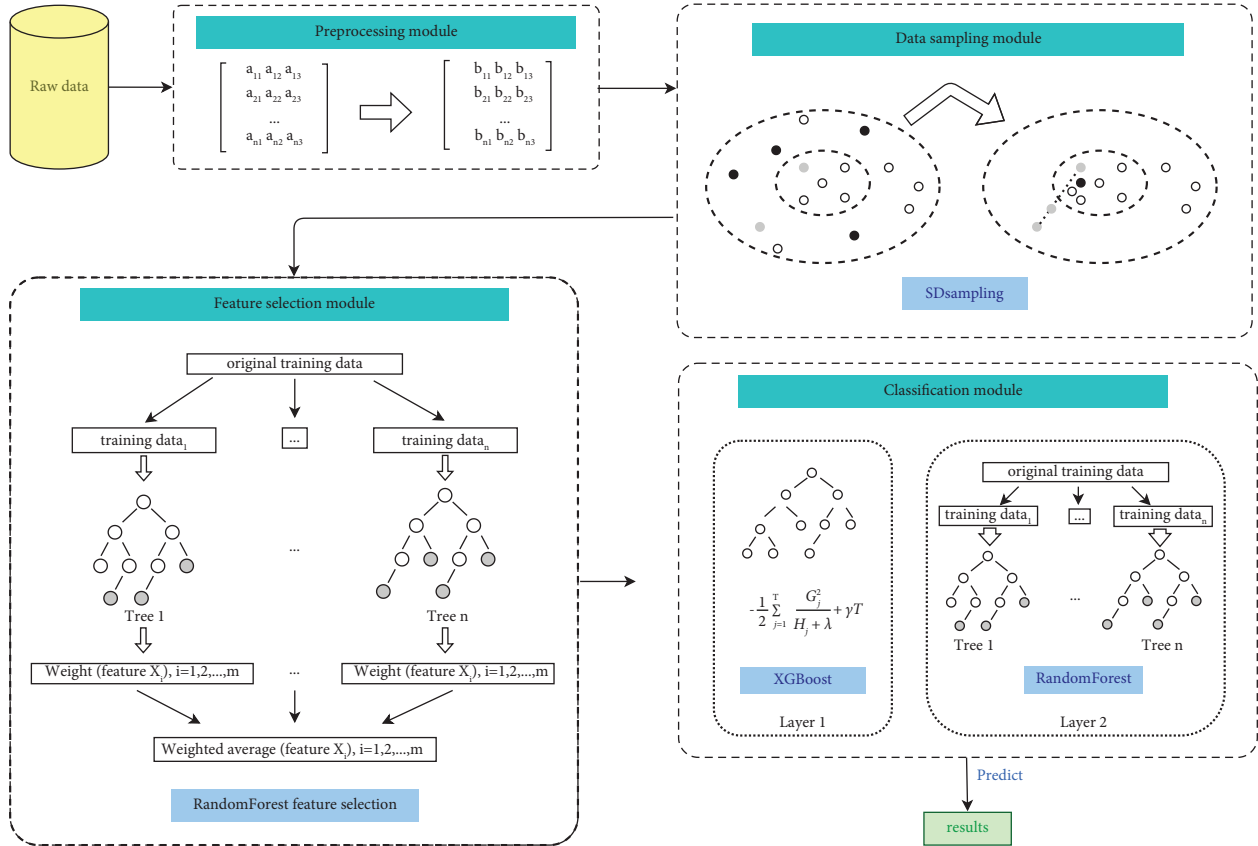 Raw data
Preprocessing module
a11 a12 a13
a21 a22 a23
...
an1 an2 an3
b11 b12 b13
b21 b22 b23
...
bn1 bn2 bn3
Data sampling module
SDsampling
Feature selection module
original training data
training data1
...
training datan
...
Tree 1
Tree n
Weight (feature Xi), i=1,2,...,m
...
Weight (feature Xi), i=1,2,...,m
Weighted average (feature Xi), i=1,2,...,m
RandomForest feature selection
Classification module
-1/2 Σ j=1 T G²j / Hj + λ + γT
XGBoost
Layer 1
original training data
training data1
...
training datan
...
Tree 1
Tree n
RandomForest
Layer 2
Predict
results